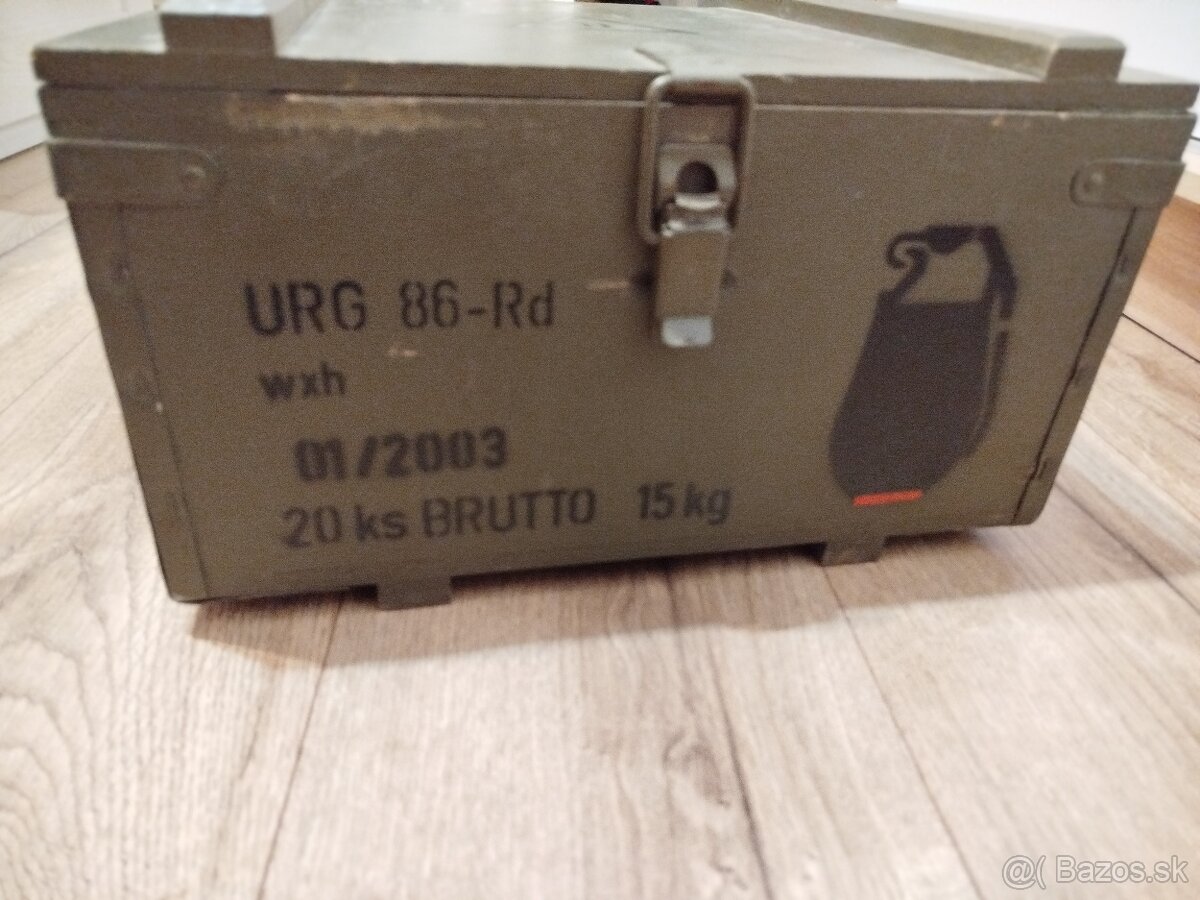 URG 86-Rd
wxh
01/2003
20 ks BRUTTO 15 kg
@( Bazos.sk